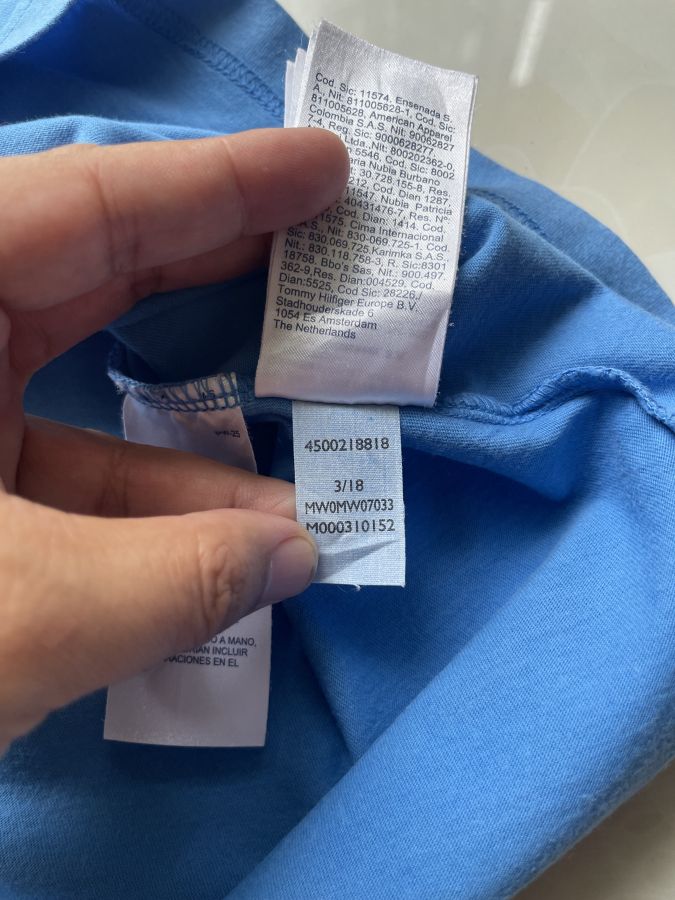 Cod. Sic: 11574, Ensenada S.
A., Nit: 811005628-1, Cod. Sic:
811005628, American Apparel
Colombia S.A.S. Nit: 90062827
7-4, Reg. Sic: 9000628277,
Ltda., Nit: 800202362-0,
5546, Cod. Sic: 8002
Nubia Burbano
30.728.155-8, Res.
212, Cod. Dian 1287,
11547. Nubia Patricia
40431476-7, Res. Nº
Cod. Dian: 1414. Cod.
11575, Cima Internacional
S., Nit: 830-069.725-1. Cod.
Sic: 830.069.725,Karimka S.A.S.,
Nit.: 830.118.758-3, R. Sic:8301
18758. Bbo's Sas, Nit.: 900.497.
362-9,Res. Dian:004529, Cod.
Dian:5525, Cod Sic: 28226,/
Tommy Hilfiger Europe B.V.
Stadhouderskade 6
1054 Es Amsterdam
The Netherlands
4500218818
3/18
MW0MW07033
M000310152
A MANO,
INCLUIR
EN EL